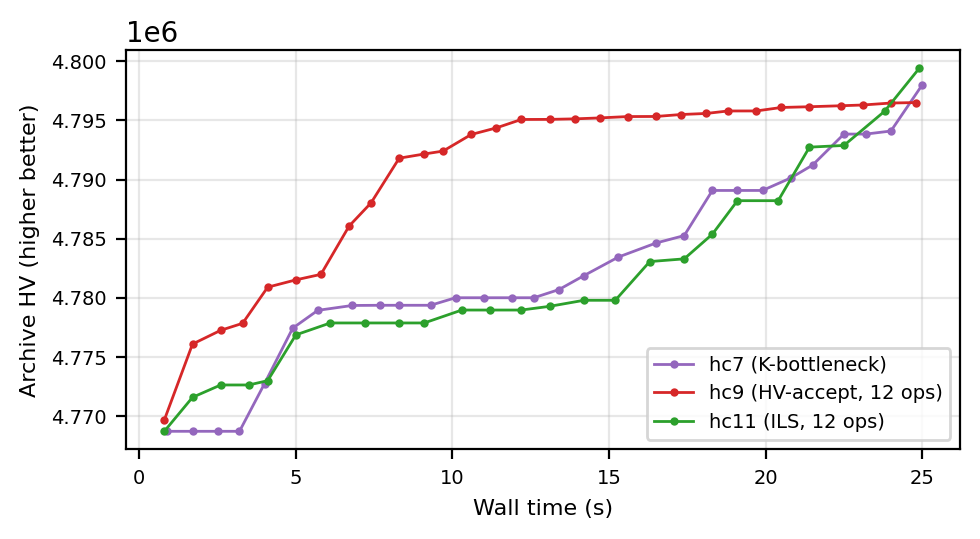 1e6
4.800
4.795
4.790
4.785
4.780
4.775
4.770
Archive HV (higher better)
hc7 (K-bottleneck)
hc9 (HV-accept, 12 ops)
hc11 (ILS, 12 ops)
0 5 10 15 20 25
Wall time (s)